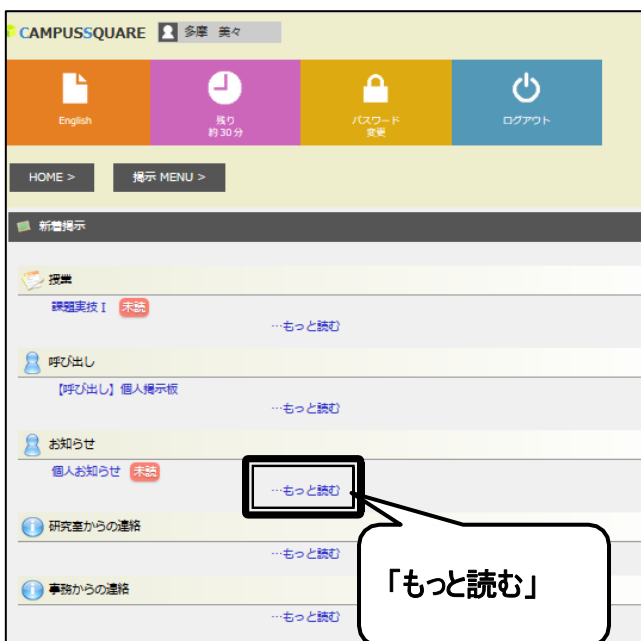 CAMPUSSQUARE 多摩 美々
English
残り
約30分
パスワード
変更
ログアウト
HOME >
掲示 MENU >
新着掲示
授業
課題実技 I 未読
…もっと読む
呼び出し
【呼び出し】個人掲示板
…もっと読む
お知らせ
個人お知らせ 未読
…もっと読む
研究室からの連絡
…もっと読む
「もっと読む」
事務からの連絡
…もっと読む